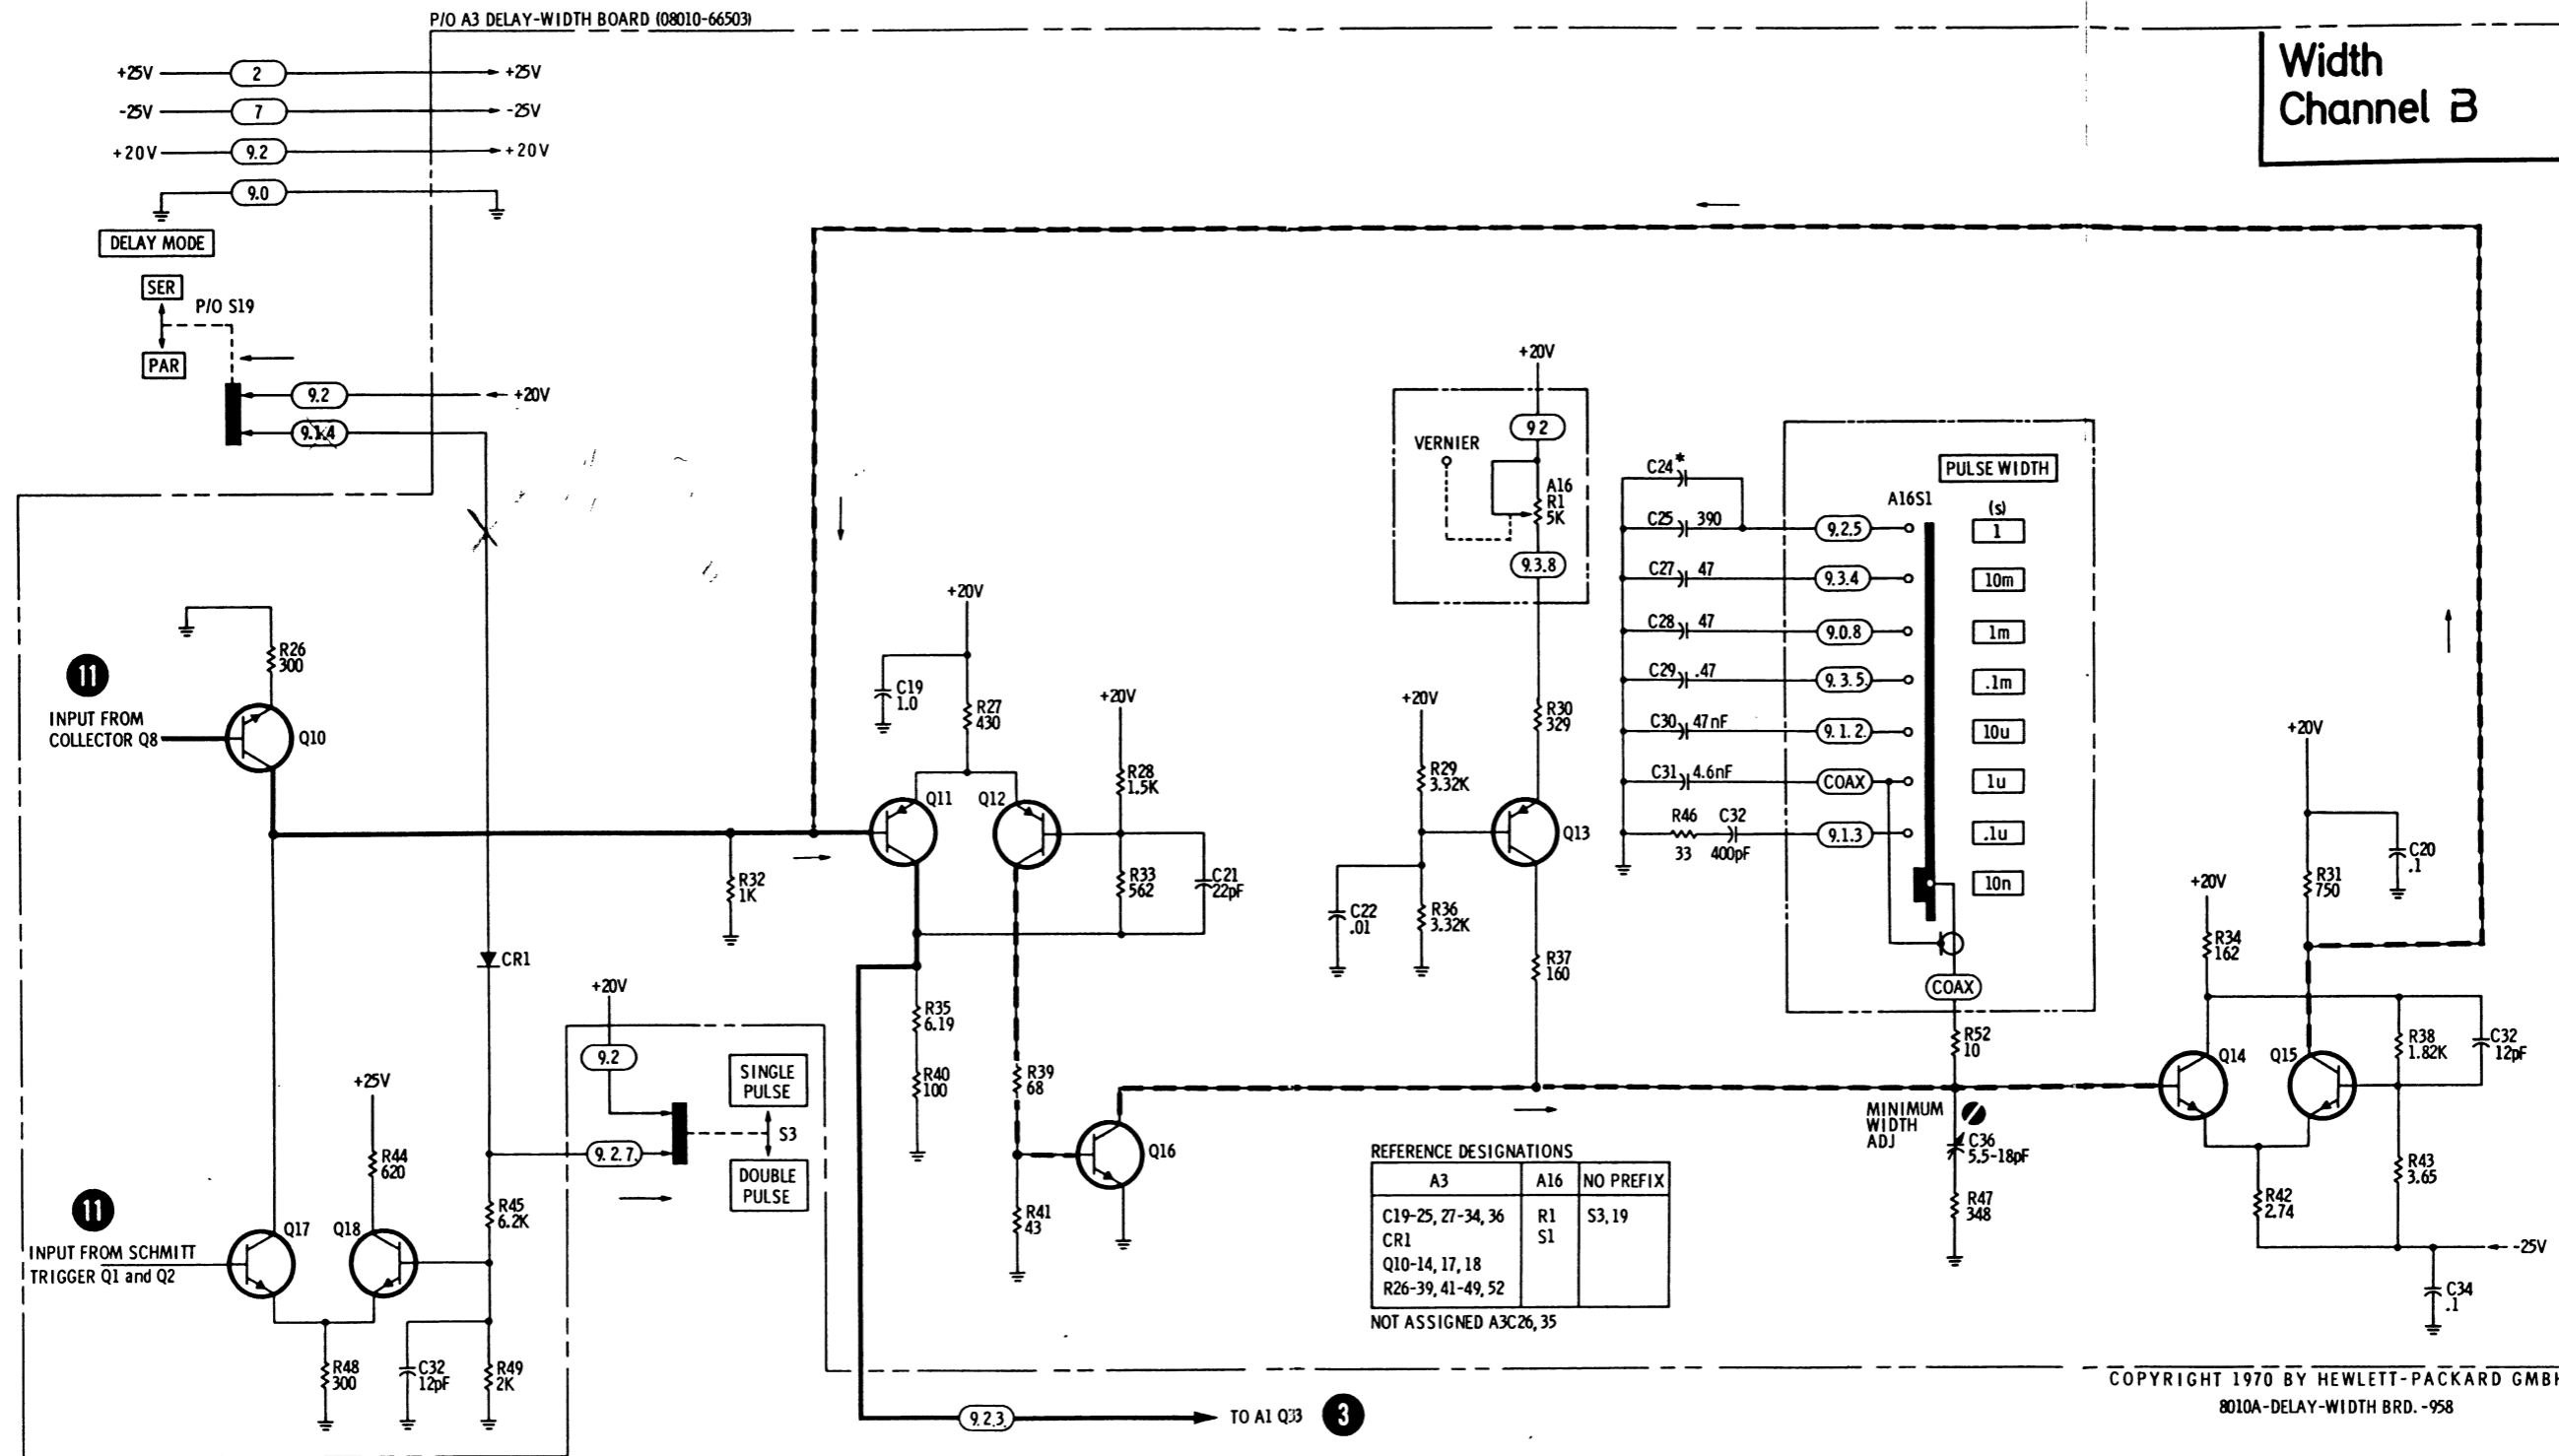 P/O A3 DELAY-WIDTH BOARD (08010-66503)
Width
Channel B
+25V 2 +25V
-25V 7 -25V
+20V 9.2 +20V
9.0
DELAY MODE
SER
P/O S19
PAR
9.2 +20V
9.1.4
+20V
9 2
VERNIER
A16
R1
5K
9.3.8
PULSE WIDTH
A16S1
(s)
C24*
C25 390 9.2.5 1
C27 47 9.3.4 10m
C28 47 9.0.8 1m
C29 .47 9.3.5. .1m
C30 47nF 9.1.2. 10u
C31 4.6nF COAX 1u
R46 33 C32 400pF 9.1.3 .1u
10n
COAX
R52
10
R26
300
11
INPUT FROM
COLLECTOR Q8
Q10
+20V
C19
1.0
R27
430
+20V
R28
1.5K
Q11
Q12
R32
1K
R33
562
C21
22pF
+20V
R29
3.32K
R30
329
Q13
C22
.01
R36
3.32K
R37
160
+20V
R31
750
C20
.1
+20V
R34
162
CR1
+20V
9.2
R35
6.19
R40
100
R39
68
Q16
R41
43
SINGLE
PULSE
S3
DOUBLE
PULSE
9.2.7.
+25V
R44
620
R45
6.2K
11
INPUT FROM SCHMITT
TRIGGER Q1 and Q2
Q17
Q18
R48
300
C32
12pF
R49
2K
MINIMUM
WIDTH
ADJ
C36
5.5-18pF
R47
348
Q14
Q15
R38
1.82K
C32
12pF
R43
3.65
R42
2.74
-25V
C34
.1
REFERENCE DESIGNATIONS
A3 A16 NO PREFIX
C19-25, 27-34, 36 R1 S3, 19
CR1 S1
Q10-14, 17, 18
R26-39, 41-49, 52
NOT ASSIGNED A3C26, 35
9.2.3. TO A1 Q33 3
COPYRIGHT 1970 BY HEWLETT-PACKARD GMBH
8010A-DELAY-WIDTH BRD. -958